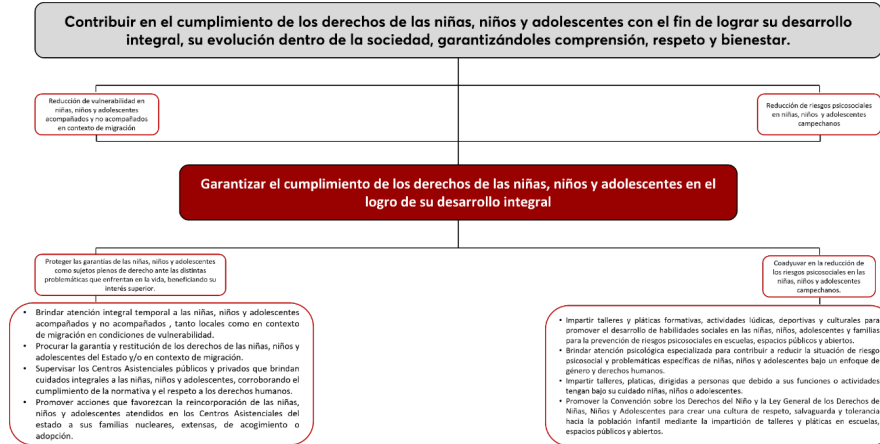 Contribuir en el cumplimiento de los derechos de las niñas, niños y adolescentes con el fin de lograr su desarrollo
integral, su evolución dentro de la sociedad, garantizándoles comprensión, respeto y bienestar.
Reducción de vulnerabilidad en
niñas, niños y adolescentes
acompañados y no acompañados
en contexto de migración
Reducción de riesgos psicosociales
en niñas, niños y adolescentes
campechanos
Garantizar el cumplimiento de los derechos de las niñas, niños y adolescentes en el
logro de su desarrollo integral
Proteger las garantías de las niñas, niños y adolescentes
como sujetos plenos de derecho ante las distintas
problemáticas que enfrentan en la vida, beneficiando su
interés superior.
Coadyuvar en la reducción de
los riesgos psicosociales en las
niñas, niños y adolescentes
campechanos.
• Brindar atención integral temporal a las niñas, niños y adolescentes
acompañados y no acompañados , tanto locales como en contexto
de migración en condiciones de vulnerabilidad.
• Procurar la garantía y restitución de los derechos de las niñas, niños y
adolescentes del Estado y/o en contexto de migración.
• Supervisar los Centros Asistenciales públicos y privados que brindan
cuidados integrales a las niñas, niños y adolescentes, corroborando el
cumplimiento de la normativa y el respeto a los derechos humanos.
• Promover acciones que favorezcan la reincorporación de las niñas,
niños y adolescentes atendidos en los Centros Asistenciales del
estado a sus familias nucleares, extensas, de acogimiento o
adopción.
• Impartir talleres y pláticas formativas, actividades lúdicas, deportivas y culturales para
promover el desarrollo de habilidades sociales en las niñas, niños, adolescentes y familias
para la prevención de riesgos psicosociales en escuelas, espacios públicos y abiertos.
• Brindar atención psicológica especializada para contribuir a reducir la situación de riesgo
psicosocial y problemáticas específicas de niñas, niños y adolescentes bajo un enfoque de
género y derechos humanos.
• Impartir talleres, platicas, dirigidas a personas que debido a sus funciones o actividades
tengan bajo su cuidado niñas, niños o adolescentes.
• Promover la Convención sobre los Derechos del Niño y la Ley General de los Derechos de
Niñas, Niños y Adolescentes para crear una cultura de respeto, salvaguarda y tolerancia
hacia la población infantil mediante la impartición de talleres y pláticas en escuelas,
espacios públicos y abiertos.